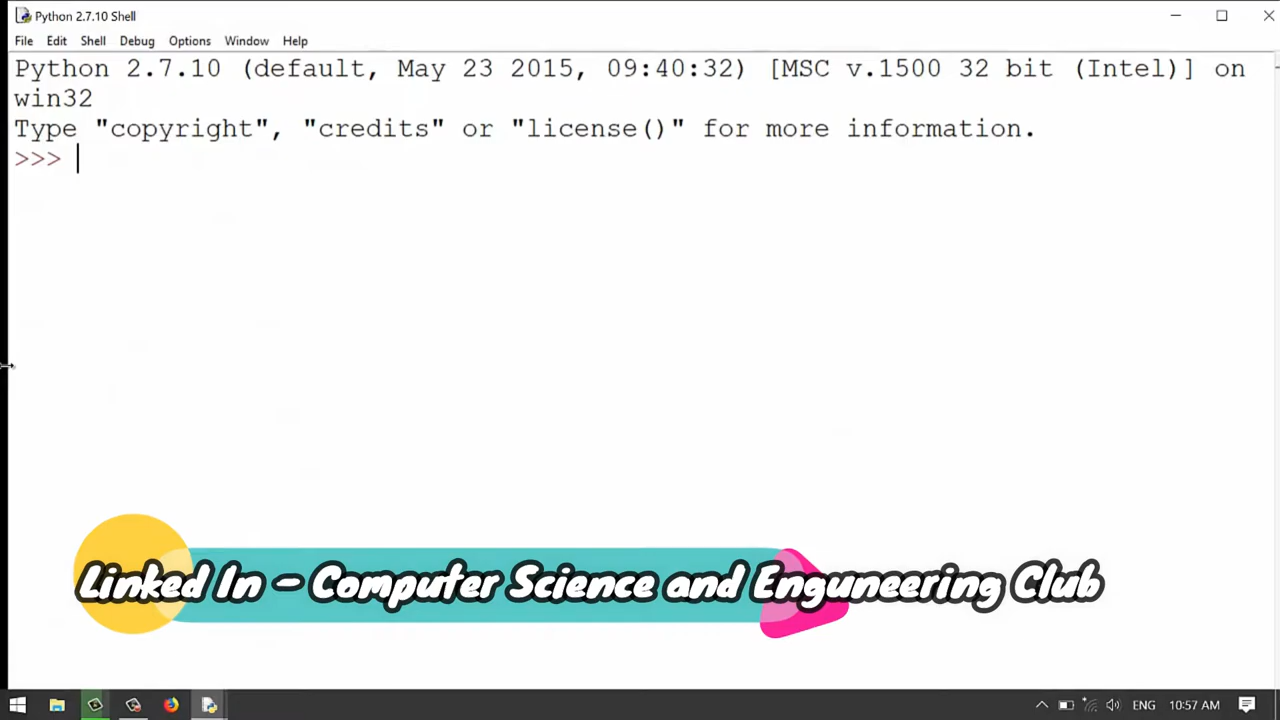 Python 2.7.10 Shell
File Edit Shell Debug Options Window Help
Python 2.7.10 (default, May 23 2015, 09:40:32) [MSC v.1500 32 bit (Intel)] on
win32
Type "copyright", "credits" or "license()" for more information.
>>>
Linked In - Computer Science and Enguneering Club
ENG 10:57 AM